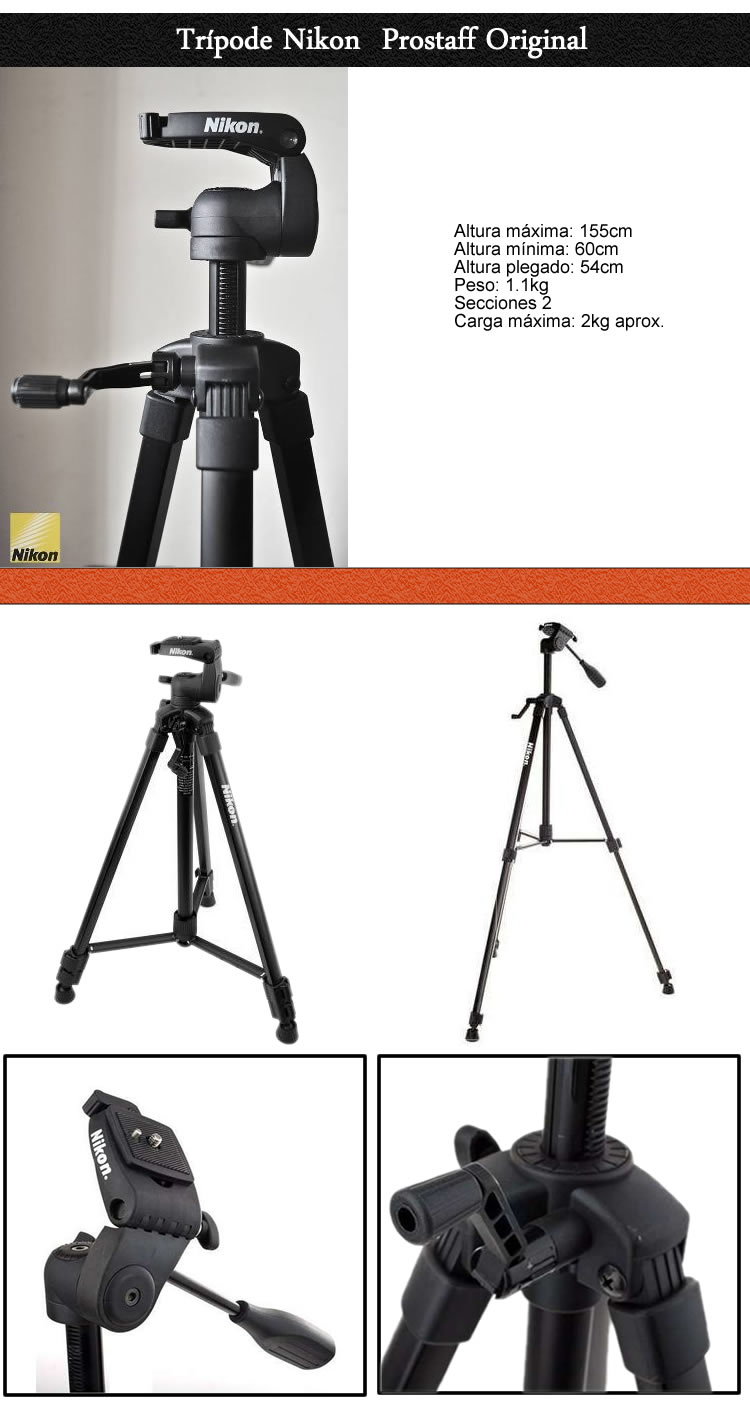 Trípode Nikon Prostaff Original
Nikon
Altura máxima: 155cm
Altura mínima: 60cm
Altura plegado: 54cm
Peso: 1.1kg
Secciones 2
Carga máxima: 2kg aprox.
Nikon
Nikon
Nikon
Nikon
Nikon